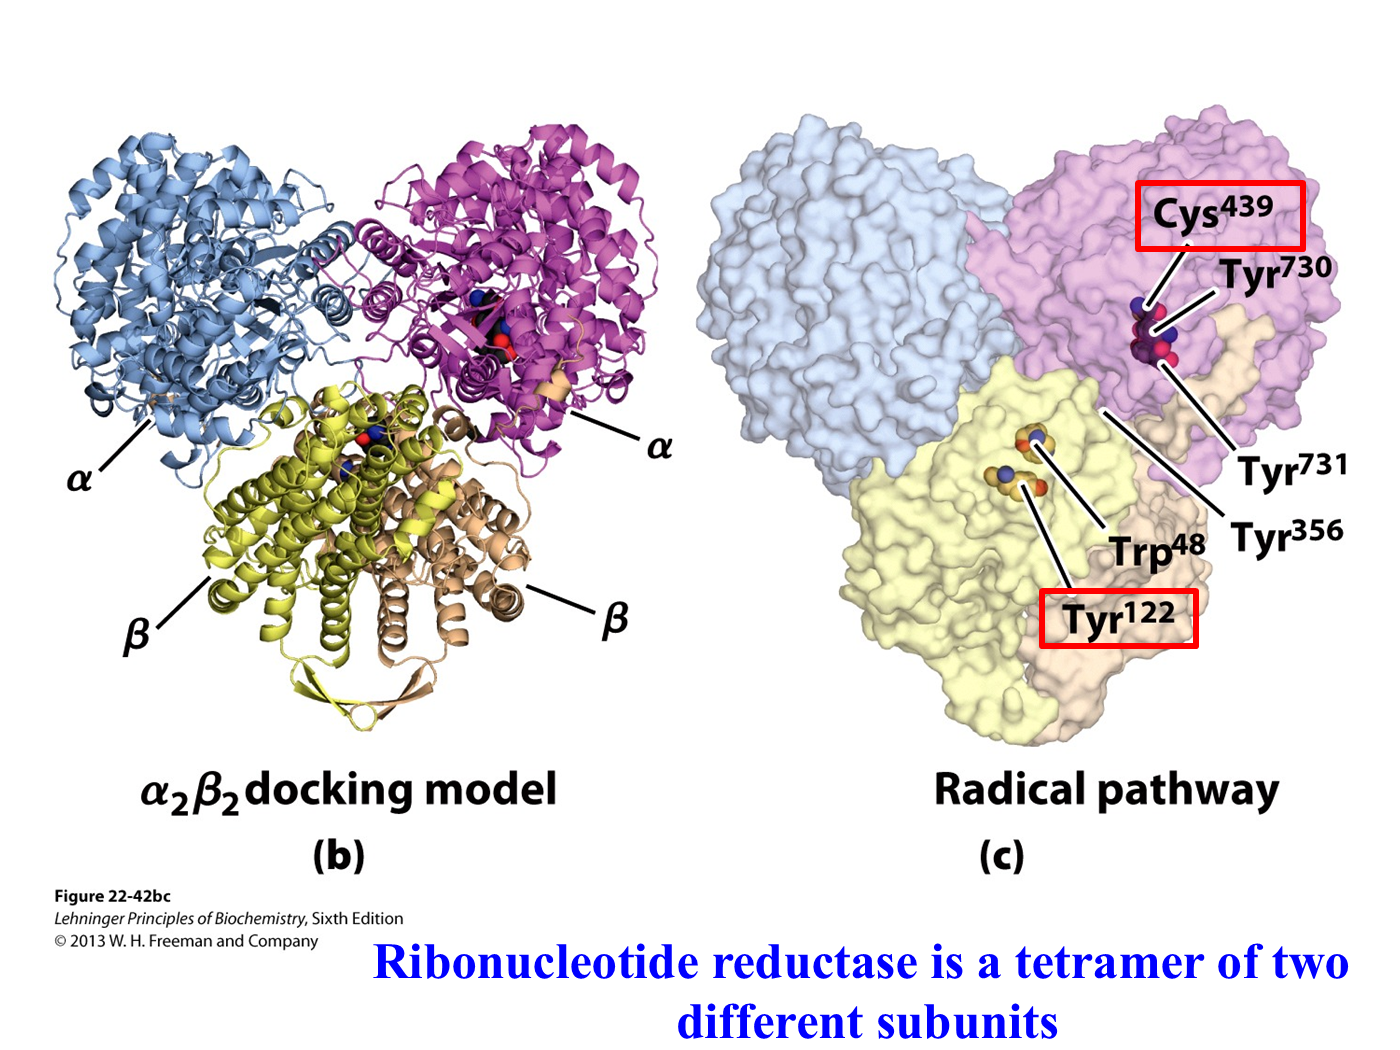 Cys⁴³⁹
Tyr⁷³⁰
α
α
Tyr⁷³¹
Tyr³⁵⁶
Trp⁴⁸
β
β
Tyr¹²²
α₂β₂ docking model
Radical pathway
(b)
(c)
Figure 22-42bc
Lehninger Principles of Biochemistry, Sixth Edition
© 2013 W. H. Freeman and Company
Ribonucleotide reductase is a tetramer of two
different subunits